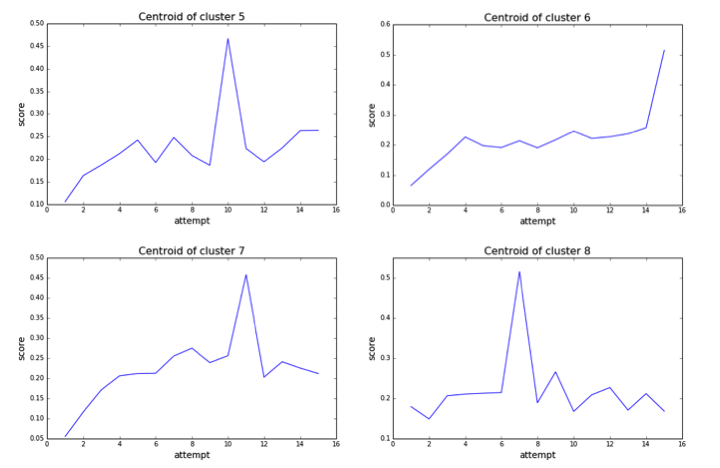 Centroid of cluster 5
0.50
0.45
0.40
0.35
0.30
0.25
0.20
0.15
0.10
score
0 2 4 6 8 10 12 14 16
attempt
Centroid of cluster 6
0.6
0.5
0.4
0.3
0.2
0.1
0.0
score
0 2 4 6 8 10 12 14 16
attempt
Centroid of cluster 7
0.50
0.45
0.40
0.35
0.30
0.25
0.20
0.15
0.10
0.05
score
0 2 4 6 8 10 12 14 16
attempt
Centroid of cluster 8
0.5
0.4
0.3
0.2
0.1
score
0 2 4 6 8 10 12 14 16
attempt